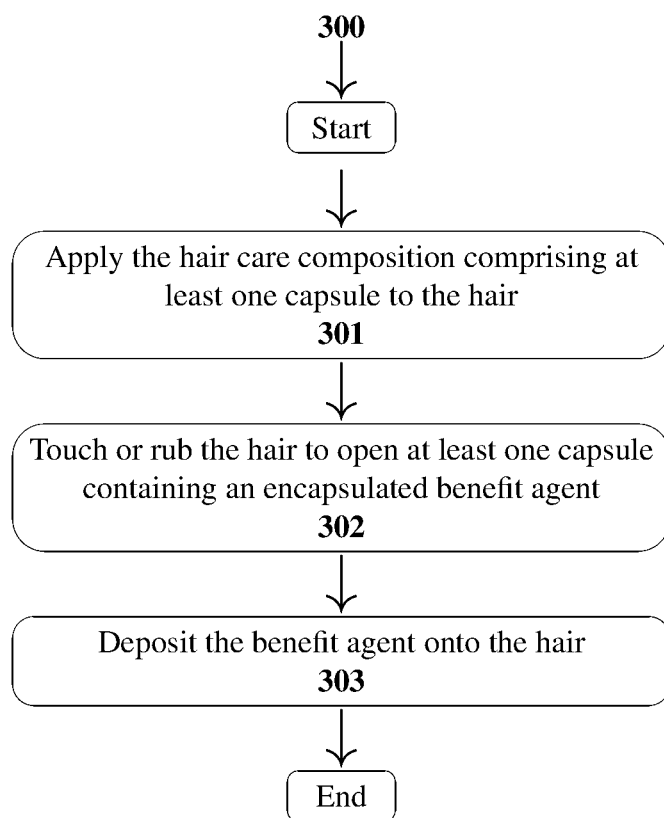 300
Start
Apply the hair care composition comprising at
least one capsule to the hair
301
Touch or rub the hair to open at least one capsule
containing an encapsulated benefit agent
302
Deposit the benefit agent onto the hair
303
End